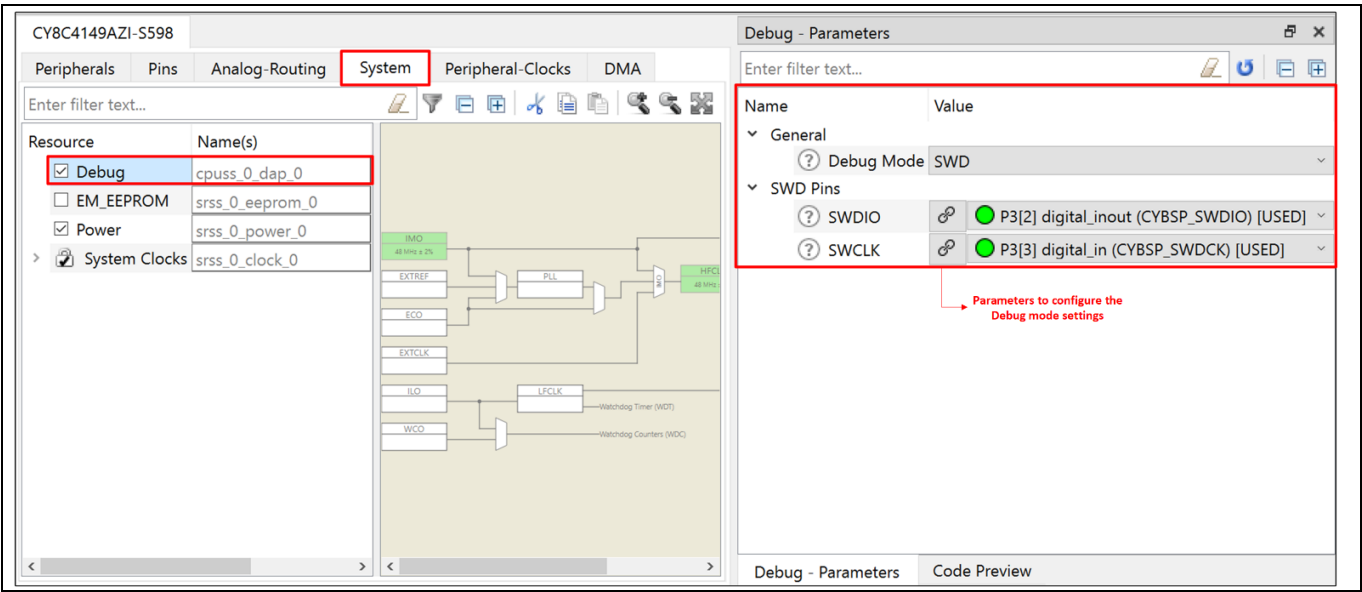 CY8C4149AZI-S598
Peripherals Pins Analog-Routing System Peripheral-Clocks DMA
Enter filter text...
Resource Name(s)
Debug cpuss_0_dap_0
EM_EEPROM srss_0_eeprom_0
Power srss_0_power_0
System Clocks srss_0_clock_0
IMO
48 MHz ± 2%
EXTREF
PLL
IMO
HFCL
48 MHz
ECO
EXTCLK
ILO
LFCLK
Watchdog Timer (WDT)
WCO
Watchdog Counters (WDC)
Debug - Parameters
Enter filter text...
Name Value
General
Debug Mode SWD
SWD Pins
SWDIO P3[2] digital_inout (CYBSP_SWDIO) [USED]
SWCLK P3[3] digital_in (CYBSP_SWDCK) [USED]
Parameters to configure the
Debug mode settings
Debug - Parameters Code Preview